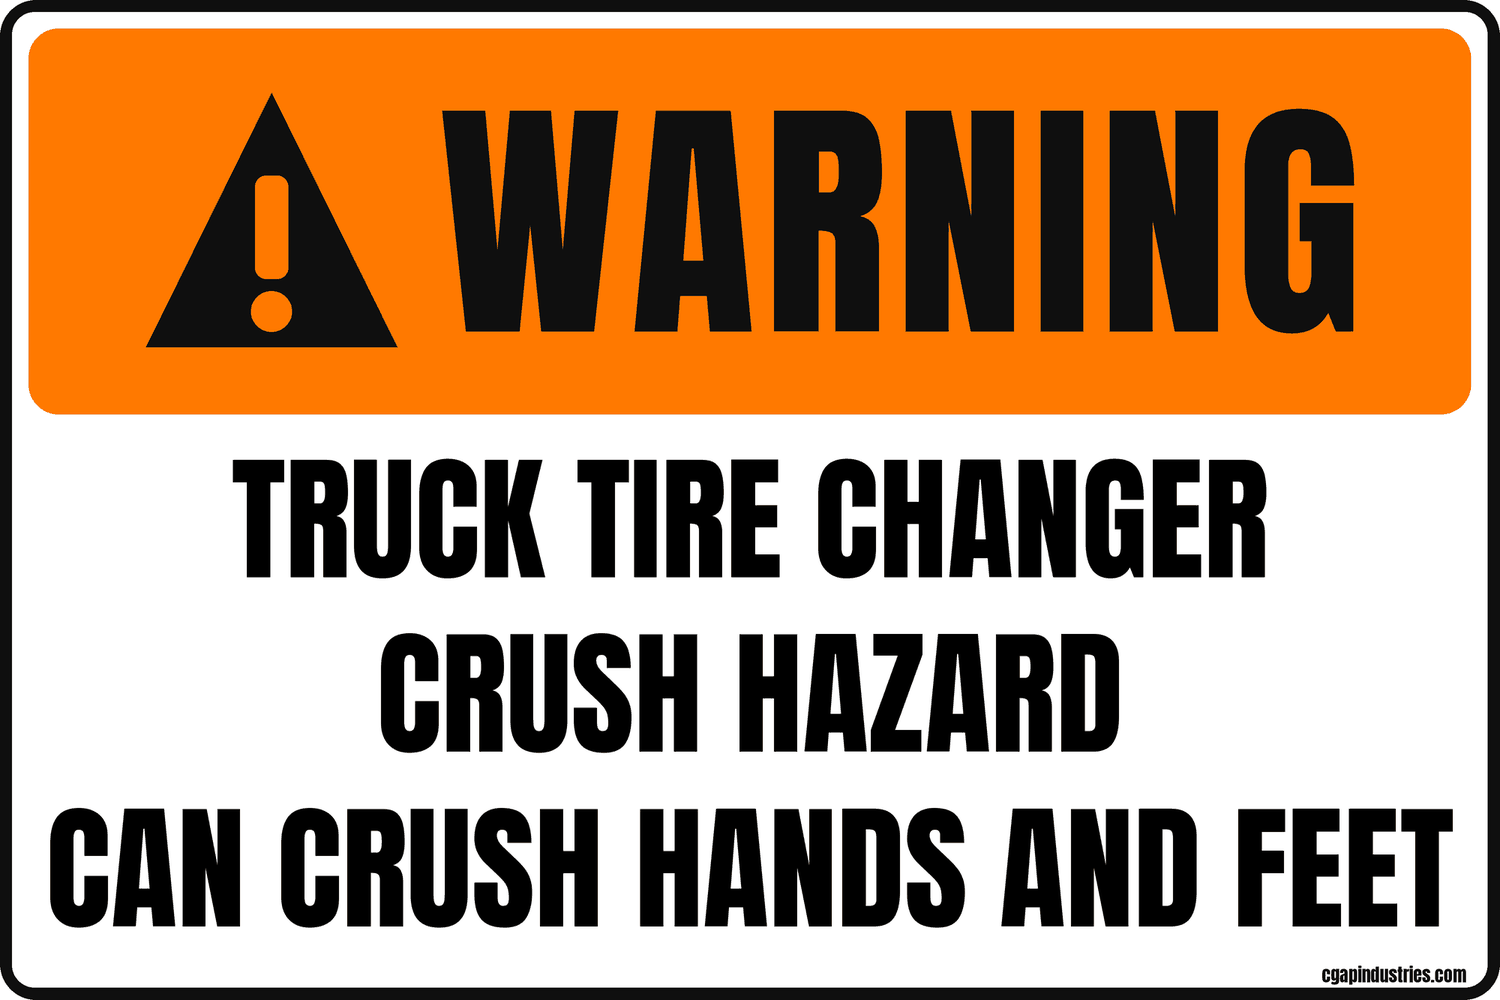 WARNING
TRUCK TIRE CHANGER
CRUSH HAZARD
CAN CRUSH HANDS AND FEET
cgapindustries.com